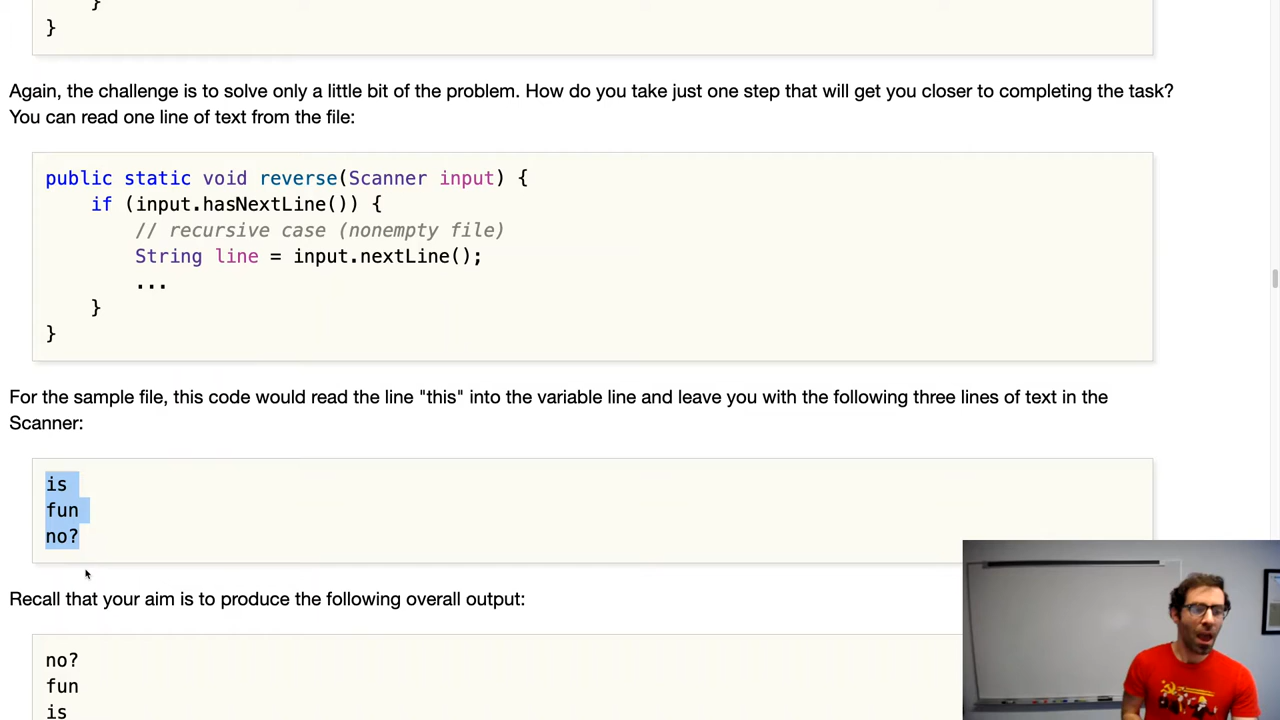 }
}
Again, the challenge is to solve only a little bit of the problem. How do you take just one step that will get you closer to completing the task?
You can read one line of text from the file:
public static void reverse(Scanner input) {
if (input.hasNextLine()) {
// recursive case (nonempty file)
String line = input.nextLine();
...
}
}
For the sample file, this code would read the line "this" into the variable line and leave you with the following three lines of text in the
Scanner:
is
fun
no?
Recall that your aim is to produce the following overall output:
no?
fun
is